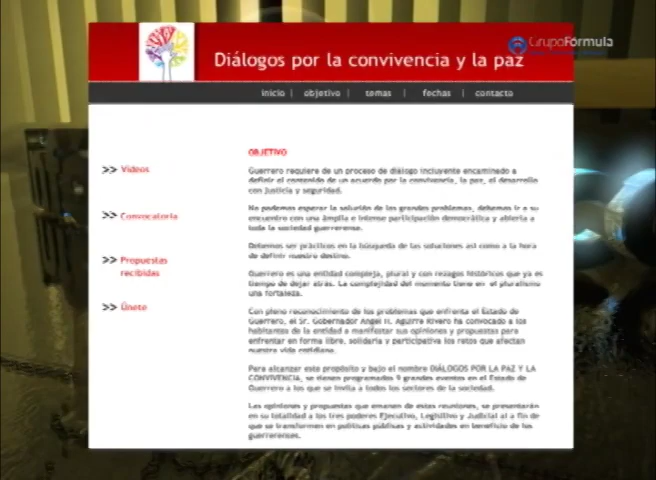 GrupoFórmula
Diálogos por la convivencia y la paz
inicio | objetivo | temas | fechas | contacto
>> Videos
>> Convocatoria
>> Propuestas
recibidas
>> Únete
OBJETIVO
Guerrero requiere de un proceso de diálogo incluyente encaminado a
definir el contenido de un acuerdo por la convivencia, la paz, el desarrollo
con justicia y seguridad.
No podemos esperar la solución de los grandes problemas, debemos ir a su
encuentro con una amplia e intensa participación democrática y abierta a
toda la sociedad guerrerense.
Debemos ser prácticos en la búsqueda de las soluciones así como a la hora
de definir nuestro destino.
Guerrero es una entidad compleja, plural y con rezagos históricos que ya es
tiempo de dejar atrás. La complejidad del momento tiene en el pluralismo
una fortaleza.
Con pleno reconocimiento de los problemas que enfrenta el Estado de
Guerrero, el Sr. Gobernador Ángel H. Aguirre Rivero ha convocado a los
habitantes de la entidad a manifestar sus opiniones y propuestas para
enfrentar en forma libre, solidaria y participativa los retos que afectan
nuestra vida cotidiana.
Para alcanzar este propósito y bajo el nombre DIÁLOGOS POR LA PAZ Y LA
CONVIVENCIA, se tienen programados 9 grandes eventos en el Estado de
Guerrero a los que se invita a todos los sectores de la sociedad.
Las opiniones y propuestas que emanen de estas reuniones, se presentarán
en su totalidad a los tres poderes Ejecutivo, Legislativo y Judicial al a fin de
que se transformen en políticas públicas y actividades en beneficio de los
guerrerenses.